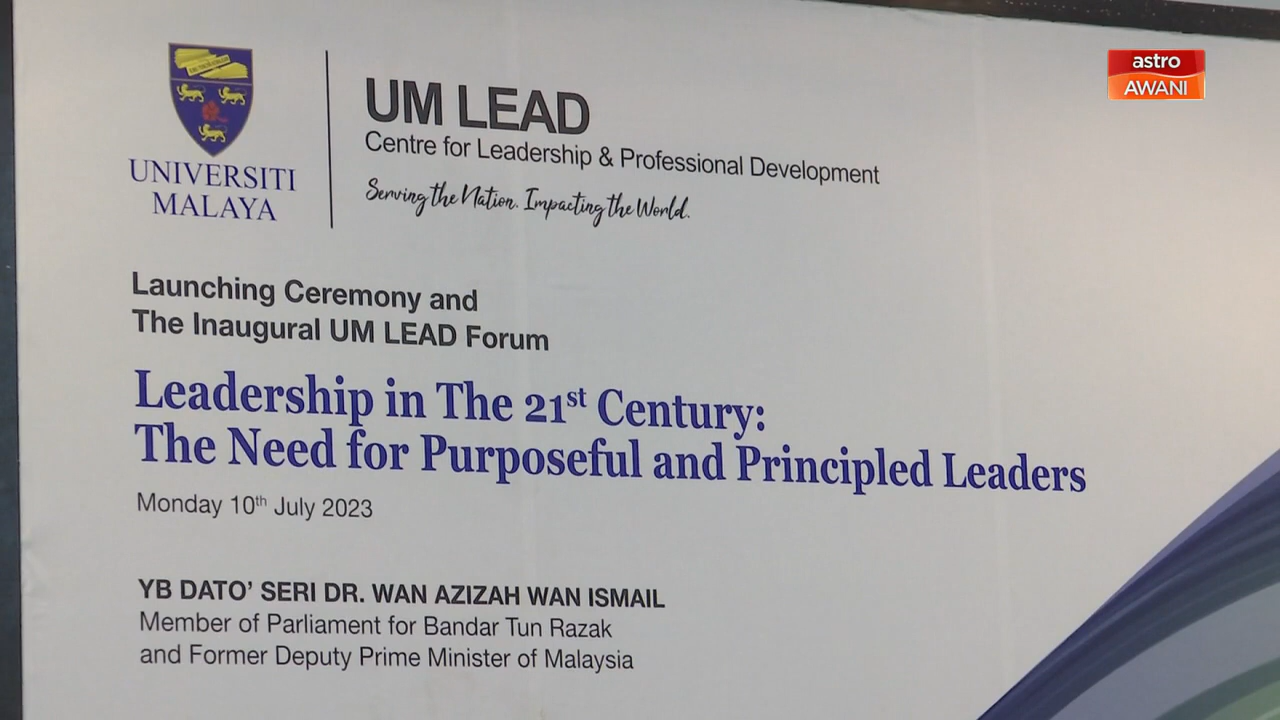 astro
AWANI
UNIVERSITI
MALAYA
UM LEAD
Centre for Leadership & Professional Development
Serving the Nation. Impacting the World.
Launching Ceremony and
The Inaugural UM LEAD Forum
Leadership in The 21st Century:
The Need for Purposeful and Principled Leaders
Monday 10th July 2023
YB DATO’ SERI DR. WAN AZIZAH WAN ISMAIL
Member of Parliament for Bandar Tun Razak
and Former Deputy Prime Minister of Malaysia